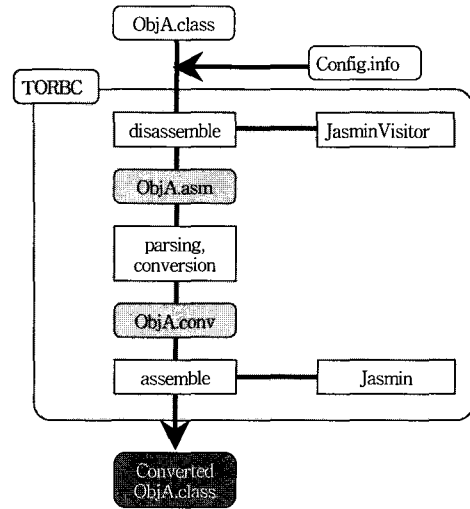 ObjA.class
Config.info
TORBC
disassemble
JasminVisitor
ObjA.asm
parsing,
conversion
ObjA.conv
assemble
Jasmin
Converted
ObjA.class